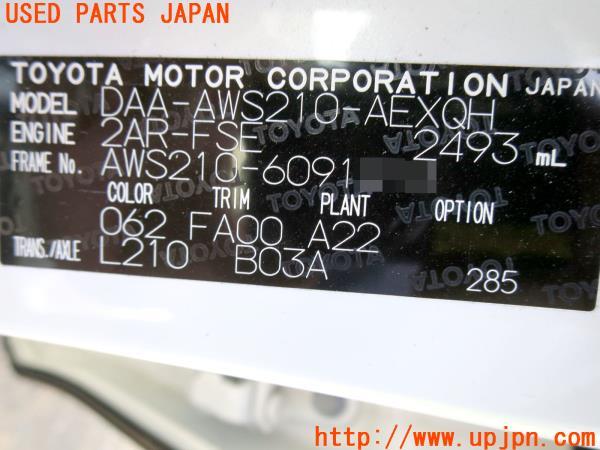 USED PARTS JAPAN
TOYOTA MOTOR CORPORATION JAPAN
MODEL DAA-AWS210-AEXQH
ENGINE 2AR-FSE 2493 mL
FRAME No. AWS210-6091
COLOR TRIM PLANT OPTION
062 FA00 A22
TRANS./AXLE L210 B03A
285
UPJ http://www.upjpn.com